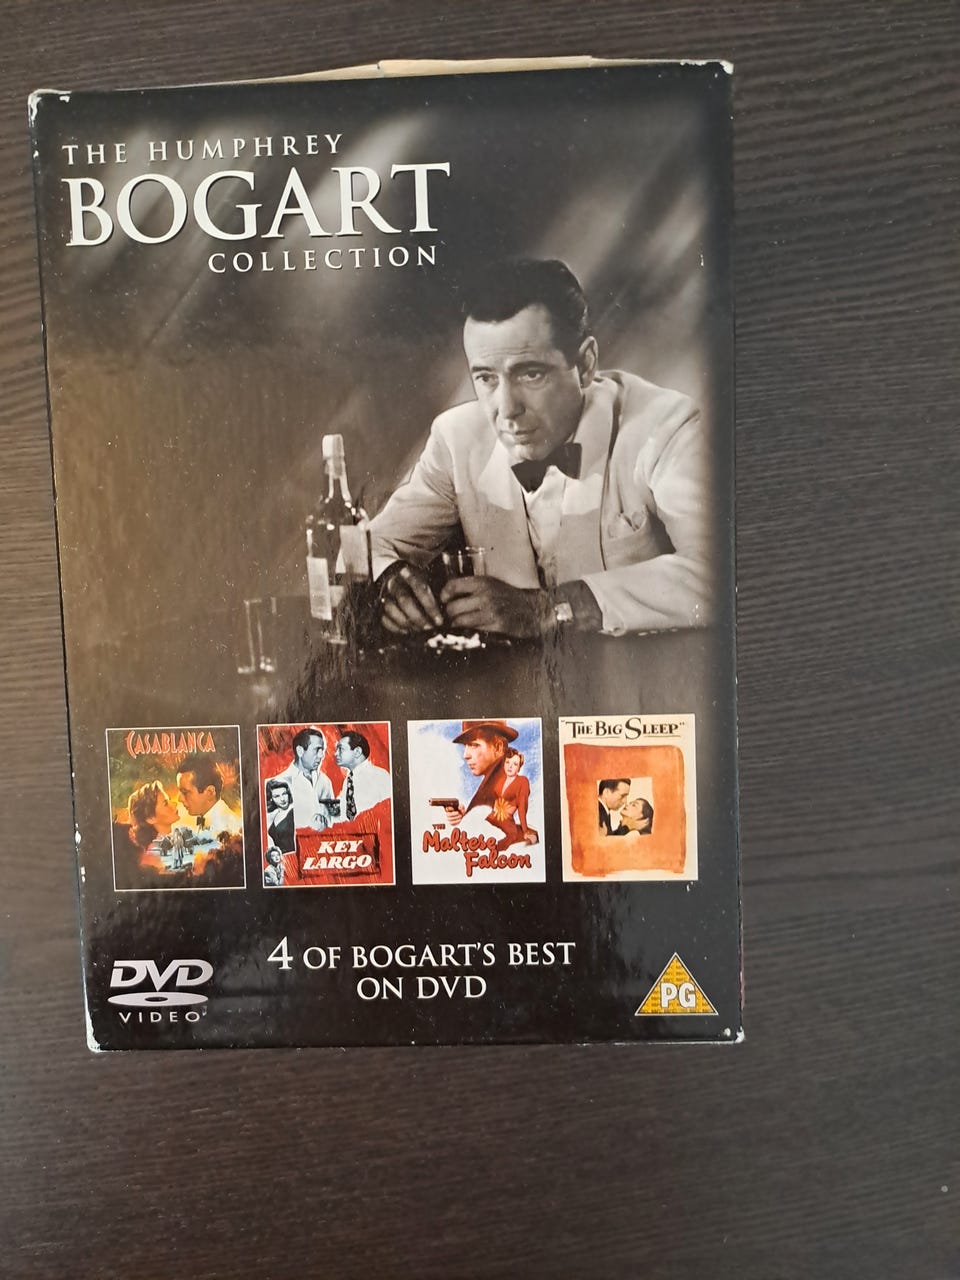 THE HUMPHREY
BOGART
COLLECTION
CASABLANCA
KEY
LARGO
THE
Maltese
Falcon
"THE BIG SLEEP"
4 OF BOGART'S BEST
ON DVD
DVD
VIDEO
PG